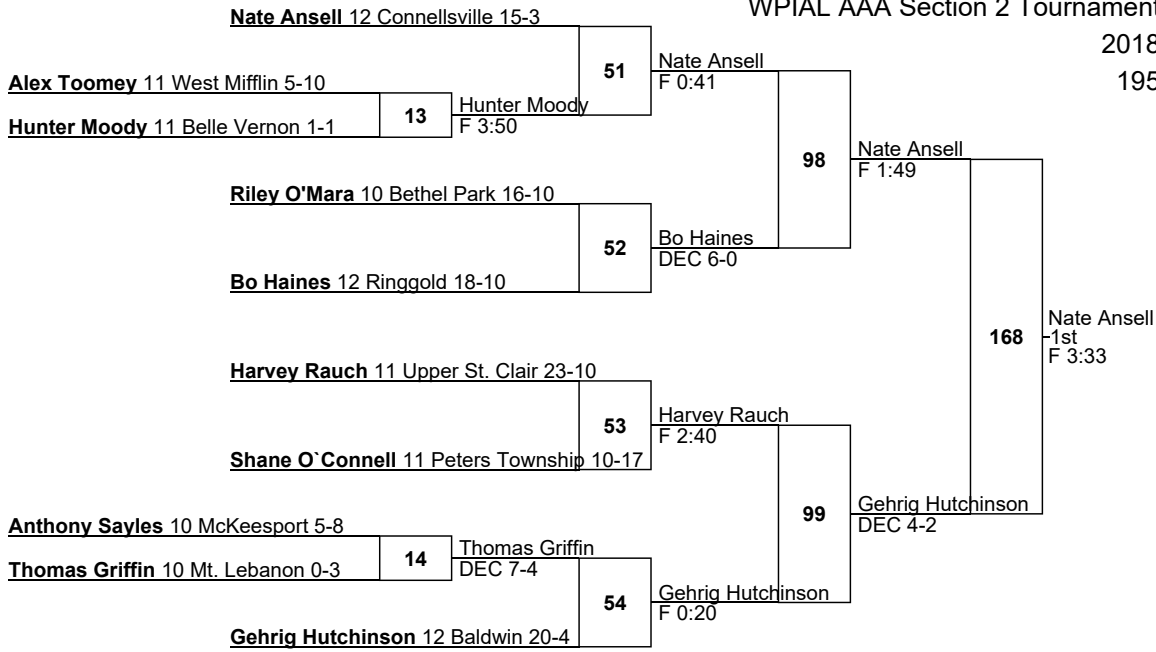 WPIAL AAA Section 2 Tournament
2018
195
Nate Ansell 12 Connellsville 15-3
51
Nate Ansell
F 0:41
Alex Toomey 11 West Mifflin 5-10
13
Hunter Moody
F 3:50
Hunter Moody 11 Belle Vernon 1-1
98
Nate Ansell
F 1:49
Riley O'Mara 10 Bethel Park 16-10
52
Bo Haines
DEC 6-0
Bo Haines 12 Ringgold 18-10
168
Nate Ansell
1st
F 3:33
Harvey Rauch 11 Upper St. Clair 23-10
53
Harvey Rauch
F 2:40
Shane O`Connell 11 Peters Township 10-17
99
Gehrig Hutchinson
DEC 4-2
Anthony Sayles 10 McKeesport 5-8
14
Thomas Griffin
DEC 7-4
Thomas Griffin 10 Mt. Lebanon 0-3
54
Gehrig Hutchinson
F 0:20
Gehrig Hutchinson 12 Baldwin 20-4